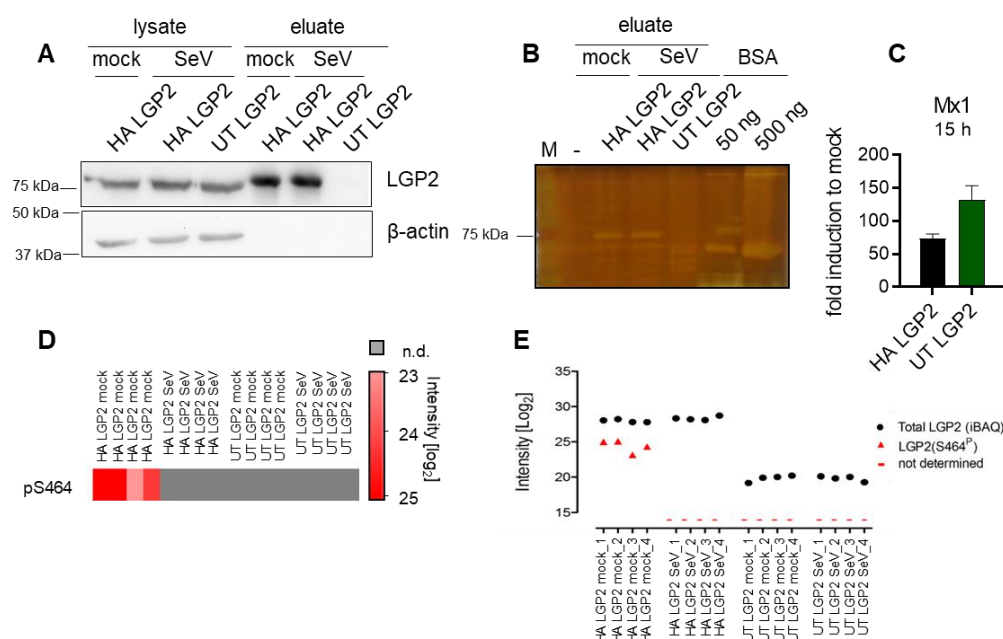 A
lysate
eluate
mock
SeV
mock
SeV
HA LGP2
HA LGP2
UT LGP2
HA LGP2
HA LGP2
UT LGP2
75 kDa
LGP2
50 kDa
β-actin
37 kDa
B
eluate
mock
SeV
BSA
M
-
HA LGP2
HA LGP2
UT LGP2
50 ng
500 ng
75 kDa
C
Mx1
15 h
fold induction to mock
200
150
100
50
0
HA LGP2
UT LGP2
D
HA LGP2 mock
HA LGP2 mock
HA LGP2 mock
HA LGP2 mock
HA LGP2 SeV
HA LGP2 SeV
HA LGP2 SeV
HA LGP2 SeV
UT LGP2 mock
UT LGP2 mock
UT LGP2 mock
UT LGP2 mock
UT LGP2 SeV
UT LGP2 SeV
UT LGP2 SeV
UT LGP2 SeV
pS464
n.d.
23
24
25
Intensity [log2]
E
Intensity [Log2]
35
30
25
20
15
Total LGP2 (iBAQ)
LGP2(S464ᴾ)
not determined
HA LGP2 mock_1
HA LGP2 mock_2
HA LGP2 mock_3
HA LGP2 mock_4
HA LGP2 SeV_1
HA LGP2 SeV_2
HA LGP2 SeV_3
HA LGP2 SeV_4
UT LGP2 mock_1
UT LGP2 mock_2
UT LGP2 mock_3
UT LGP2 mock_4
UT LGP2 SeV_1
UT LGP2 SeV_2
UT LGP2 SeV_3
UT LGP2 SeV_4